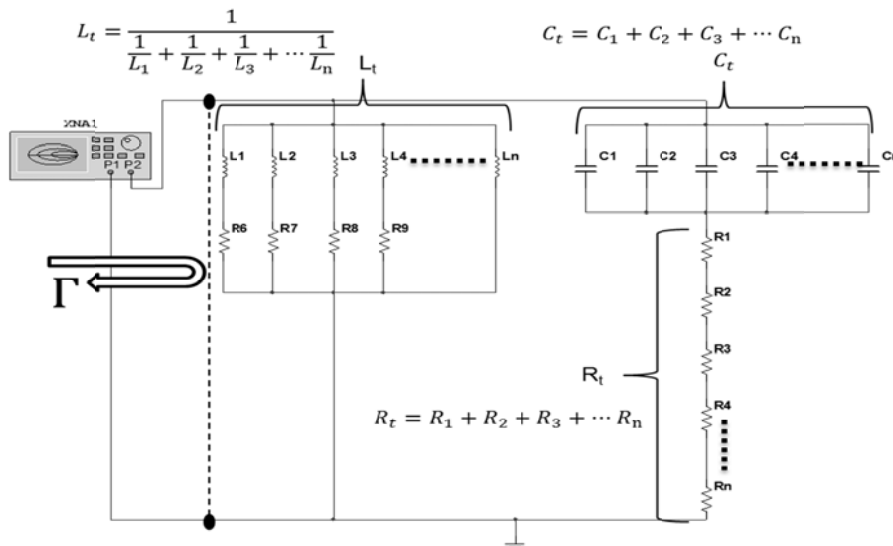 L_t = 1 / (1/L_1 + 1/L_2 + 1/L_3 + ⋯ 1/L_n)
C_t = C_1 + C_2 + C_3 + ⋯ C_n
L_t
C_t
XNA1
P1 P2
L1 L2 L3 L4 Ln
C1 C2 C3 C4
R6 R7 R8 R9
R1
R2
R3
R4
Rn
Γ
R_t
R_t = R_1 + R_2 + R_3 + ⋯ R_n